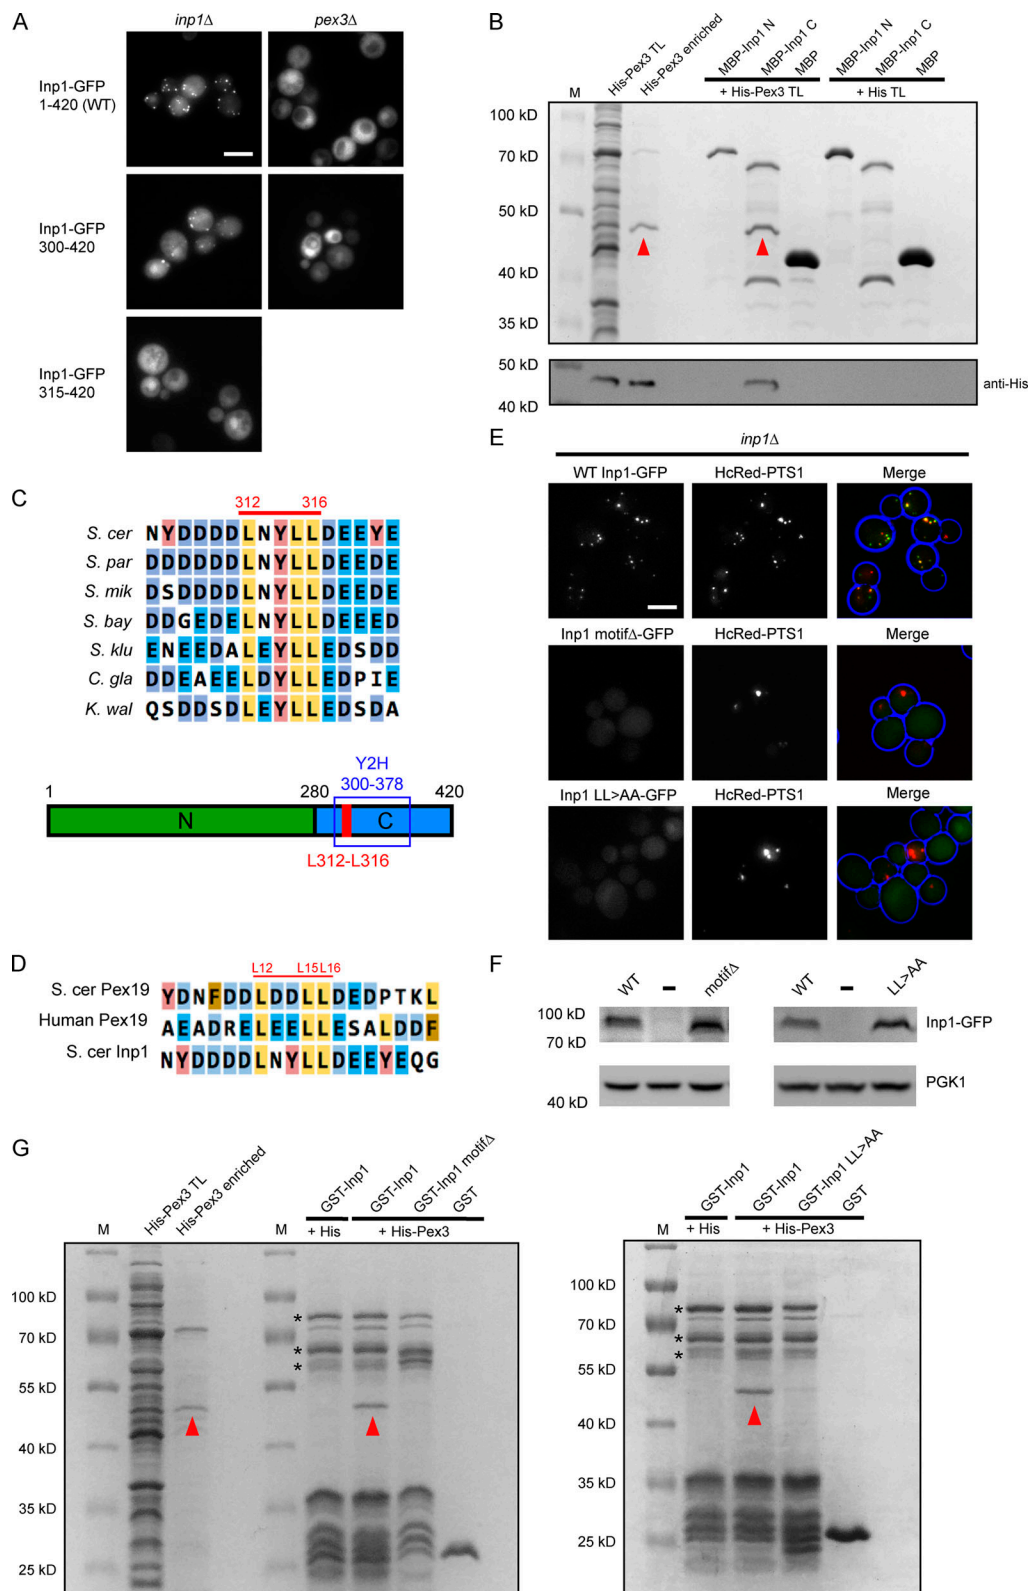 A
inp1Δ
pex3Δ
Inp1-GFP
1-420 (WT)
Inp1-GFP
300-420
Inp1-GFP
315-420
B
His-Pex3 TL
His-Pex3 enriched
MBP-Inp1 N
MBP-Inp1 C
MBP
MBP-Inp1 N
MBP-Inp1 C
MBP
M
+ His-Pex3 TL
+ His TL
100 kD
70 kD
50 kD
40 kD
35 kD
50 kD
40 kD
anti-His
C
312 316
S. cer NYDDDDLNYLLDEEYE
S. par DDDDDDLNYLLDEEDE
S. mik DSDDDDLNYLLDEEDE
S. bay DDGEDELNYLLDEEED
S. klu ENEEDALEYLLEDSDD
C. gla DDEAEELDYLLEDPIE
K. wal QSDDSDLEYLLEDSDA
Y2H
300-378
1 280 420
N C
L312-L316
D
L12 L15 L16
S. cer Pex19 YDNFDDLDDLLDEDPTKL
Human Pex19 AEADRELEELLESALDDF
S. cer Inp1 NYDDDDLNYLLDEEYEQG
E
inp1Δ
WT Inp1-GFP HcRed-PTS1 Merge
Inp1 motifΔ-GFP HcRed-PTS1 Merge
Inp1 LL>AA-GFP HcRed-PTS1 Merge
F
WT - motifΔ WT - LL>AA
100 kD
70 kD
Inp1-GFP
40 kD
PGK1
G
His-Pex3 TL
His-Pex3 enriched
GST-Inp1
GST-Inp1
GST-Inp1 motifΔ
GST
M M
+ His + His-Pex3
100 kD
70 kD
55 kD
40 kD
35 kD
25 kD
*
*
*
GST-Inp1
GST-Inp1
GST-Inp1 LL>AA
GST
M
+ His + His-Pex3
100 kD
70 kD
55 kD
40 kD
35 kD
25 kD
*
*
*